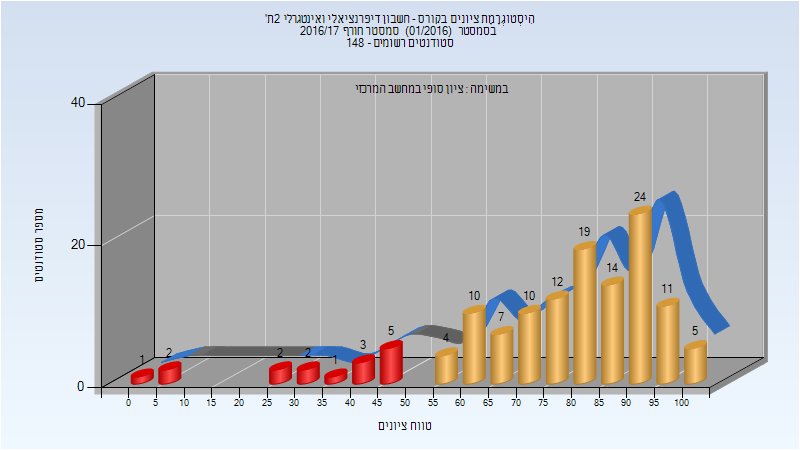 היסטוגרמת ציונים בקורס - חשבון דיפרנציאלי ואינטגרלי 2ת'
בסמסטר (01/2016) סמסטר חורף 2016/17
סטודנטים רשומים - 148
במשימה : ציון סופי במחשב המרכזי
מספר סטודנטים
40
20
0
1 2 2 2 1 3 5 4 10 7 10 12 19 14 24 11 5
0 5 10 15 20 25 30 35 40 45 50 55 60 65 70 75 80 85 90 95 100
טווח ציונים